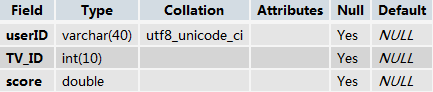 Field Type Collation Attributes Null Default
userID varchar(40) utf8_unicode_ci Yes NULL
TV_ID int(10) Yes NULL
score double Yes NULL